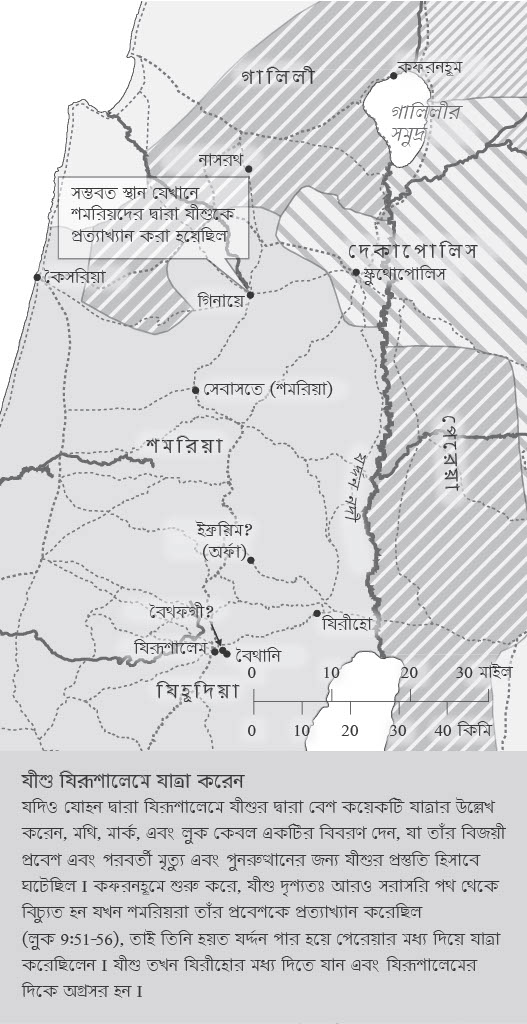 গালিলী
কফরনহূম
গালিলীর
সমুদ্র
নাসরথ
সম্ভবত স্থান যেখানে
শমরিয়দের দ্বারা যীশুকে
প্রত্যাখ্যান করা হয়েছিল
দেকাপোলিস
স্কুথোপোলিস
কৈসরিয়া
গিনায়ে
সেবাসতে (শমরিয়া)
শমরিয়া
পেরেয়া
যর্দ্দন নদী
ইফ্রয়িম?
(অর্ফা)
বৈথফগী?
যিরীহো
যিরূশালেম
বৈথানি
যিহূদিয়া
0 10 20 30 মাইল
0 10 20 30 40 কিমি
যীশু যিরূশালেমে যাত্রা করেন
যদিও যোহন দ্বারা যিরূশালেমে যীশুর দ্বারা বেশ কয়েকটি যাত্রার উল্লেখ
করেন, মথি, মার্ক, এবং লুক কেবল একটির বিবরণ দেন, যা তাঁর বিজয়ী
প্রবেশ এবং পরবর্তী মৃত্যু এবং পুনরুত্থানের জন্য যীশুর প্রস্তুতি হিসাবে
ঘটেছিল I কফরনহূমে শুরু করে, যীশু দৃশ্যতঃ আরও সরাসরি পথ থেকে
বিচ্যুত হন যখন শমরিয়রা তাঁর প্রবেশকে প্রত্যাখ্যান করেছিল
(লুক 9:51-56), তাই তিনি হয়ত যর্দ্দন পার হয়ে পেরেয়ার মধ্য দিয়ে যাত্রা
করেছিলেন I যীশু তখন যিরীহোর মধ্য দিতে যান এবং যিরূশালেমের
দিকে অগ্রসর হন I